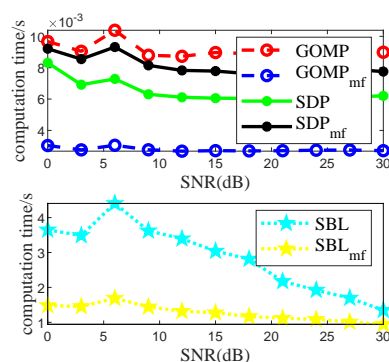 ×10⁻³
10
8
6
4
computation time/s
GOMP
GOMP_mf
SDP
SDP_mf
0 5 10 15 20 25 30
SNR(dB)
4
3
2
1
computation time/s
SBL
SBL_mf
0 5 10 15 20 25 30
SNR(dB)